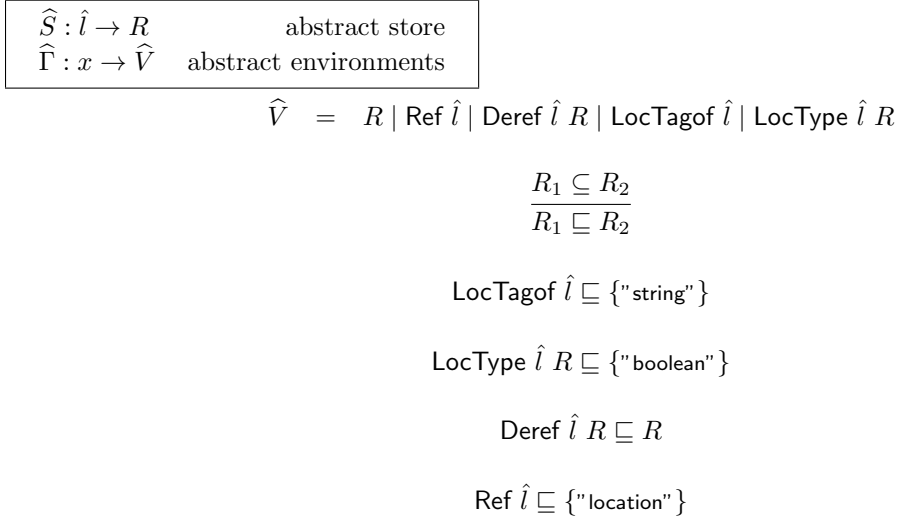 Ŝ : l̂ → R abstract store
Γ̂ : x → V̂ abstract environments
V̂ = R | Ref l̂ | Deref l̂ R | LocTagof l̂ | LocType l̂ R
R₁ ⊆ R₂
R₁ ⊑ R₂
LocTagof l̂ ⊑ {"string"}
LocType l̂ R ⊑ {"boolean"}
Deref l̂ R ⊑ R
Ref l̂ ⊑ {"location"}